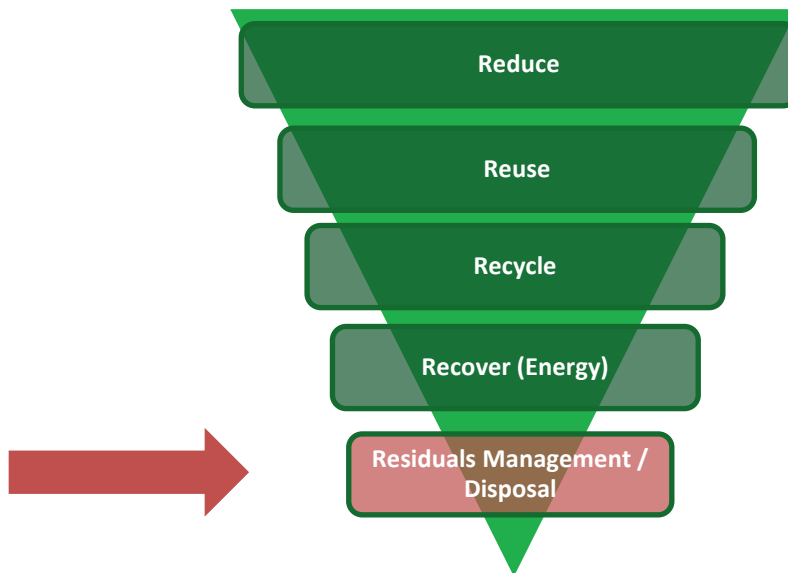 Reduce
Reuse
Recycle
Recover (Energy)
Residuals Management /
Disposal